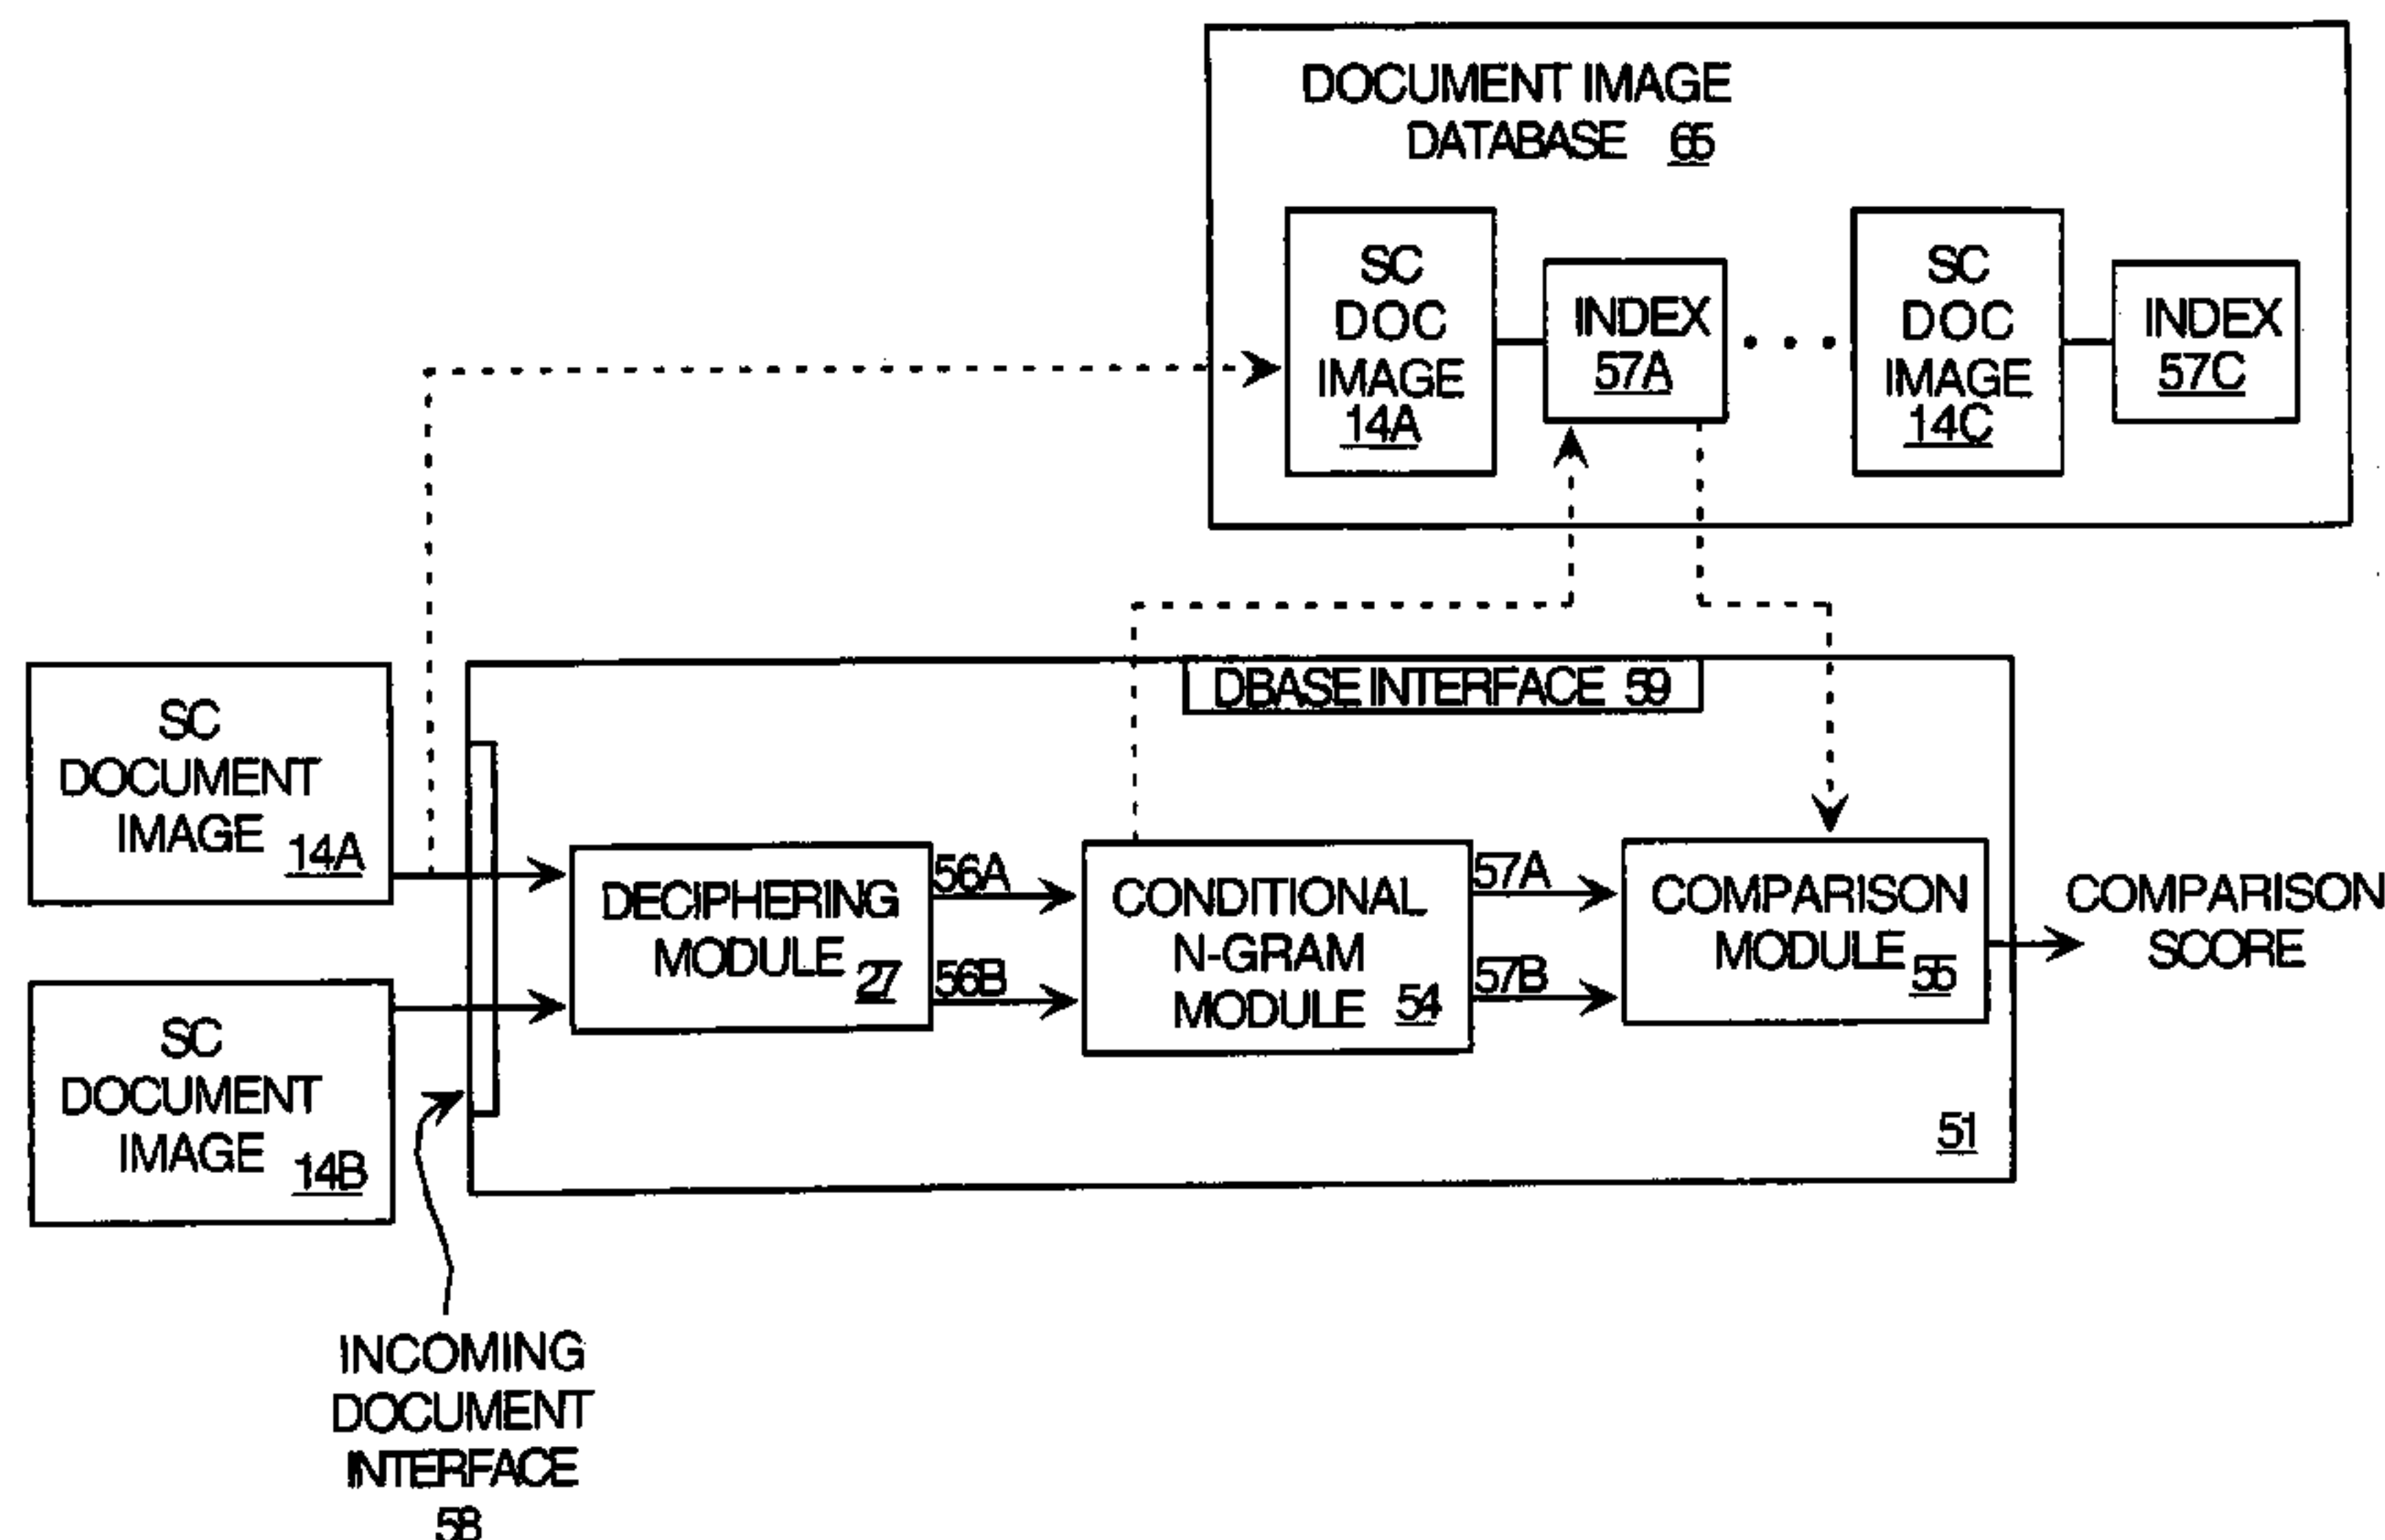 DOCUMENT IMAGE
DATABASE 65
SC
DOC
IMAGE
14A
INDEX
57A
SC
DOC
IMAGE
14C
INDEX
57C
DBASE INTERFACE 59
SC
DOCUMENT
IMAGE 14A
DECIPHERING
MODULE 27
56A
56B
CONDITIONAL
N-GRAM
MODULE 54
57A
57B
COMPARISON
MODULE 55
COMPARISON
SCORE
SC
DOCUMENT
IMAGE 14B
51
INCOMING
DOCUMENT
INTERFACE
58